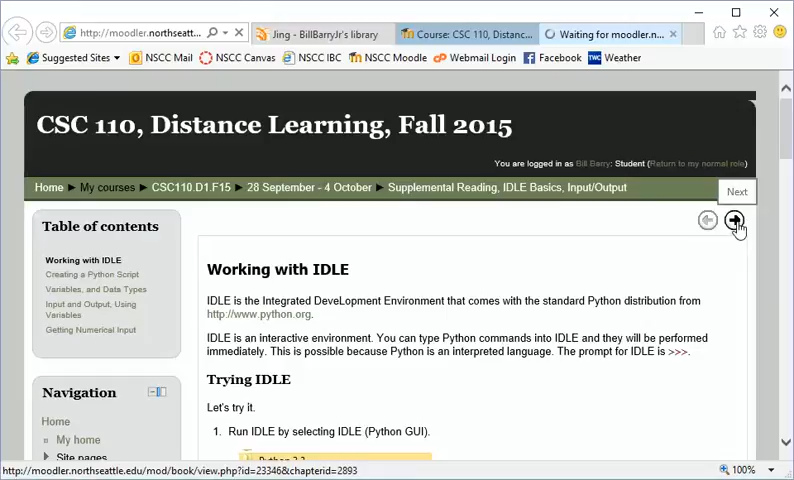 http://moodler.northseattle...
Jing - BillBarryJr's library
Course: CSC 110, Distanc...
Waiting for moodler.n...
Suggested Sites
NSCC Mail
NSCC Canvas
NSCC IBC
NSCC Moodle
Webmail Login
Facebook
Weather
CSC 110, Distance Learning, Fall 2015
You are logged in as Bill Barry: Student (Return to my normal role)
Home ► My courses ► CSC110.D1.F15 ► 28 September - 4 October ► Supplemental Reading, IDLE Basics, Input/Output
Next
Table of contents
Working with IDLE
Creating a Python Script
Variables, and Data Types
Input and Output, Using
Variables
Getting Numerical Input
Navigation
Home
My home
Site pages
Working with IDLE
IDLE is the Integrated DeveLopment Environment that comes with the standard Python distribution from
http://www.python.org.
IDLE is an interactive environment. You can type Python commands into IDLE and they will be performed
immediately. This is possible because Python is an interpreted language. The prompt for IDLE is >>>.
Trying IDLE
Let's try it.
1. Run IDLE by selecting IDLE (Python GUI).
http://moodler.northseattle.edu/mod/book/view.php?id=23346&chapterid=2893
100%